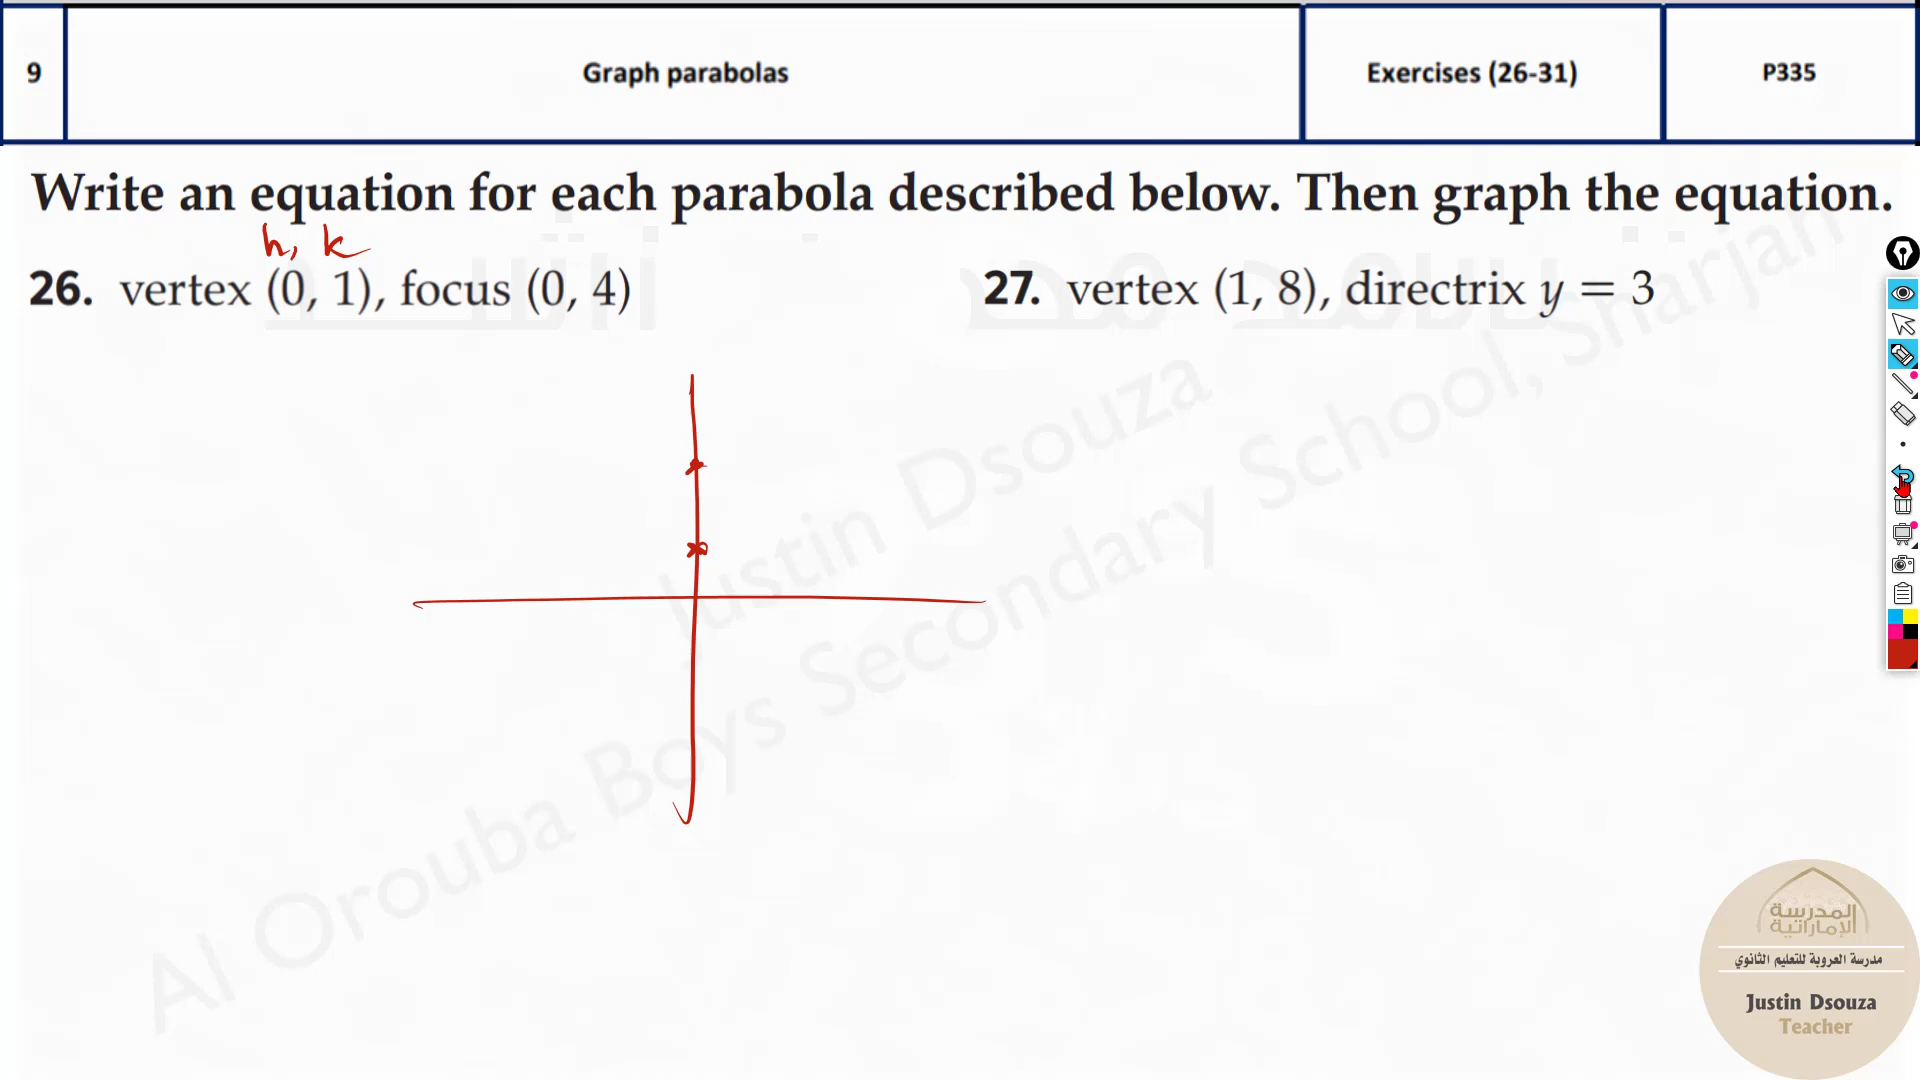 9 Graph parabolas Exercises (26-31) P335
Write an equation for each parabola described below. Then graph the equation.
h, k
26. vertex (0, 1), focus (0, 4)
27. vertex (1, 8), directrix y = 3
Justin Dsouza
Al Orouba Boys Secondary School, Sharjah
المدرسة
الإماراتية
مدرسة العروبة للتعليم الثانوي
Justin Dsouza
Teacher